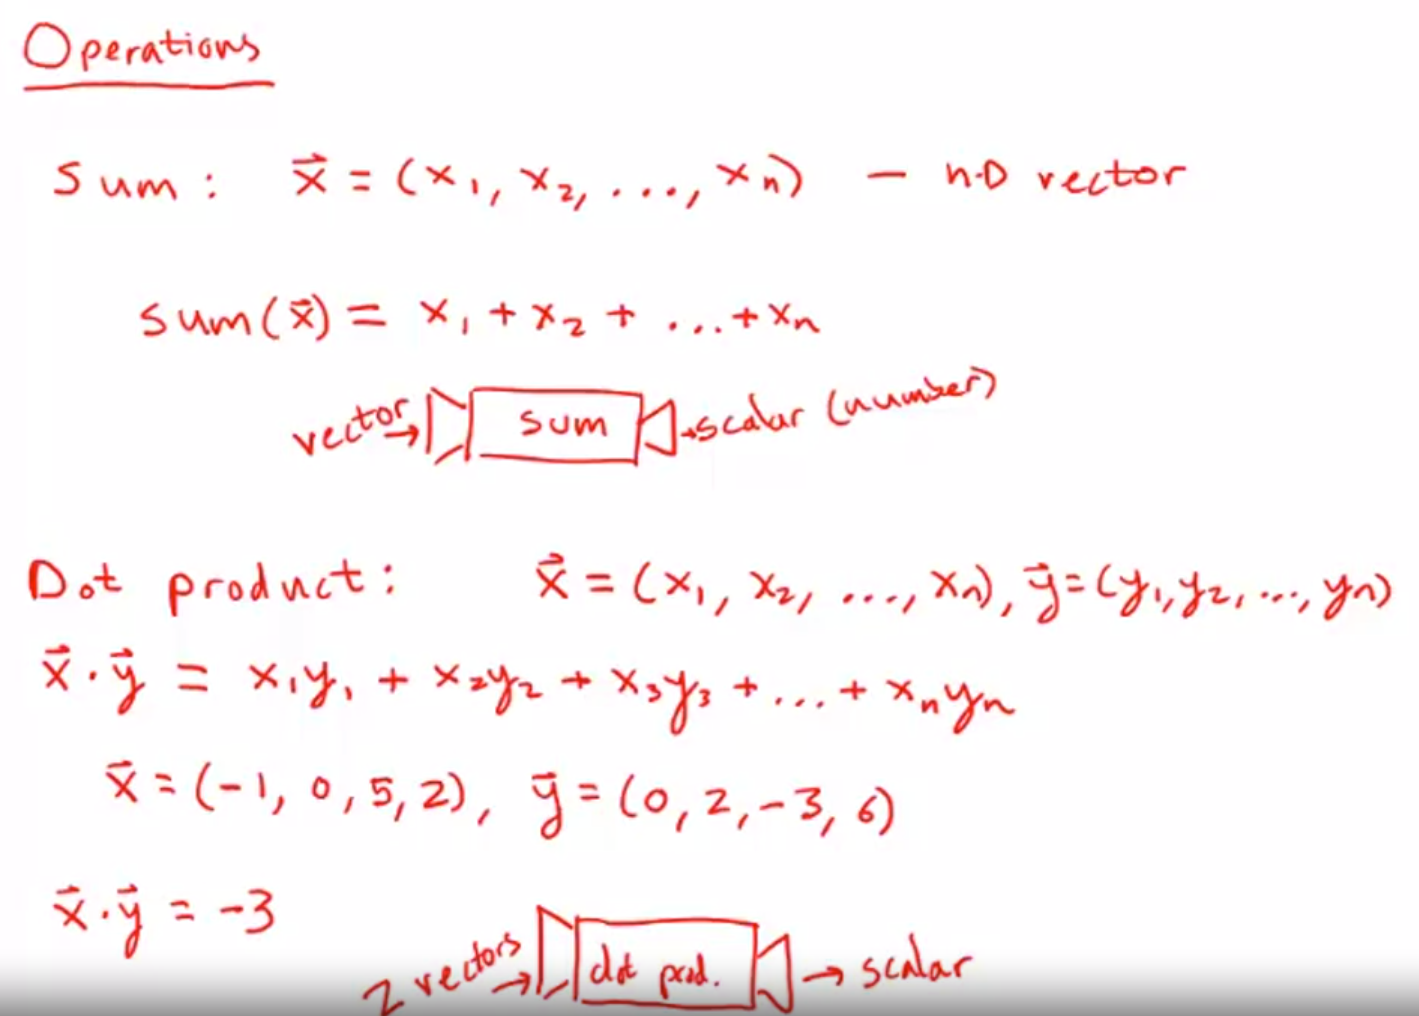 Operations
Sum: x⃗ = (x₁, x₂, ..., xₙ) — n-D vector
sum(x⃗) = x₁ + x₂ + ... + xₙ
vector → sum → scalar (number)
Dot product: x⃗ = (x₁, x₂, ..., xₙ), y⃗ = (y₁, y₂, ..., yₙ)
x⃗ · y⃗ = x₁y₁ + x₂y₂ + x₃y₃ + ... + xₙyₙ
x⃗ = (-1, 0, 5, 2), y⃗ = (0, 2, -3, 6)
x⃗ · y⃗ = -3
2 vectors → dot prod. → scalar